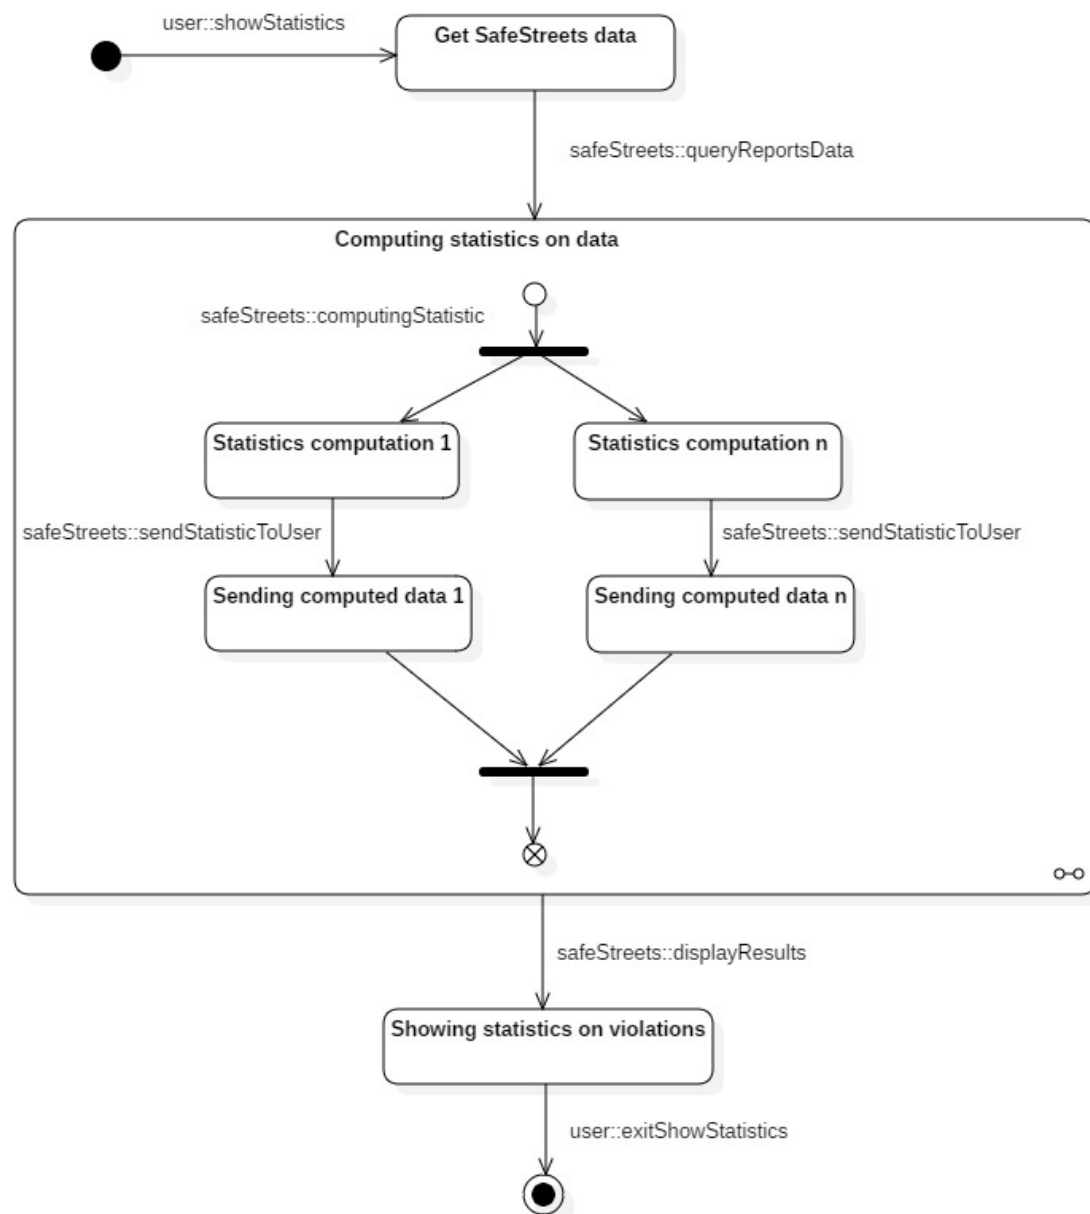 user::showStatistics
Get SafeStreets data
safeStreets::queryReportsData
Computing statistics on data
safeStreets::computingStatistic
Statistics computation 1
Statistics computation n
safeStreets::sendStatisticToUser
safeStreets::sendStatisticToUser
Sending computed data 1
Sending computed data n
safeStreets::displayResults
Showing statistics on violations
user::exitShowStatistics